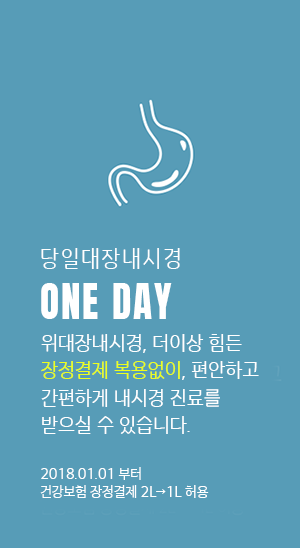 당일대장내시경
ONE DAY
위대장내시경, 더이상 힘든
장정결제 복용없이, 편안하고
간편하게 내시경 진료를
받으실 수 있습니다.
2018.01.01 부터
건강보험 장정결제 2L→1L 허용